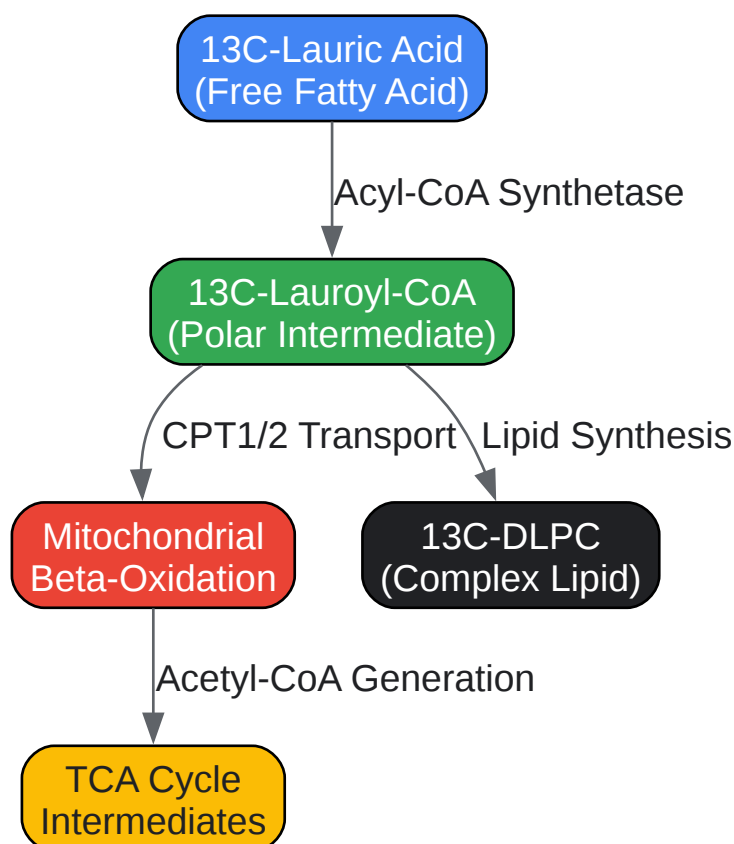 13C-Lauric Acid
(Free Fatty Acid)
Acyl-CoA Synthetase
13C-Lauroyl-CoA
(Polar Intermediate)
CPT1/2 Transport
Lipid Synthesis
Mitochondrial
Beta-Oxidation
13C-DLPC
(Complex Lipid)
Acetyl-CoA Generation
TCA Cycle
Intermediates